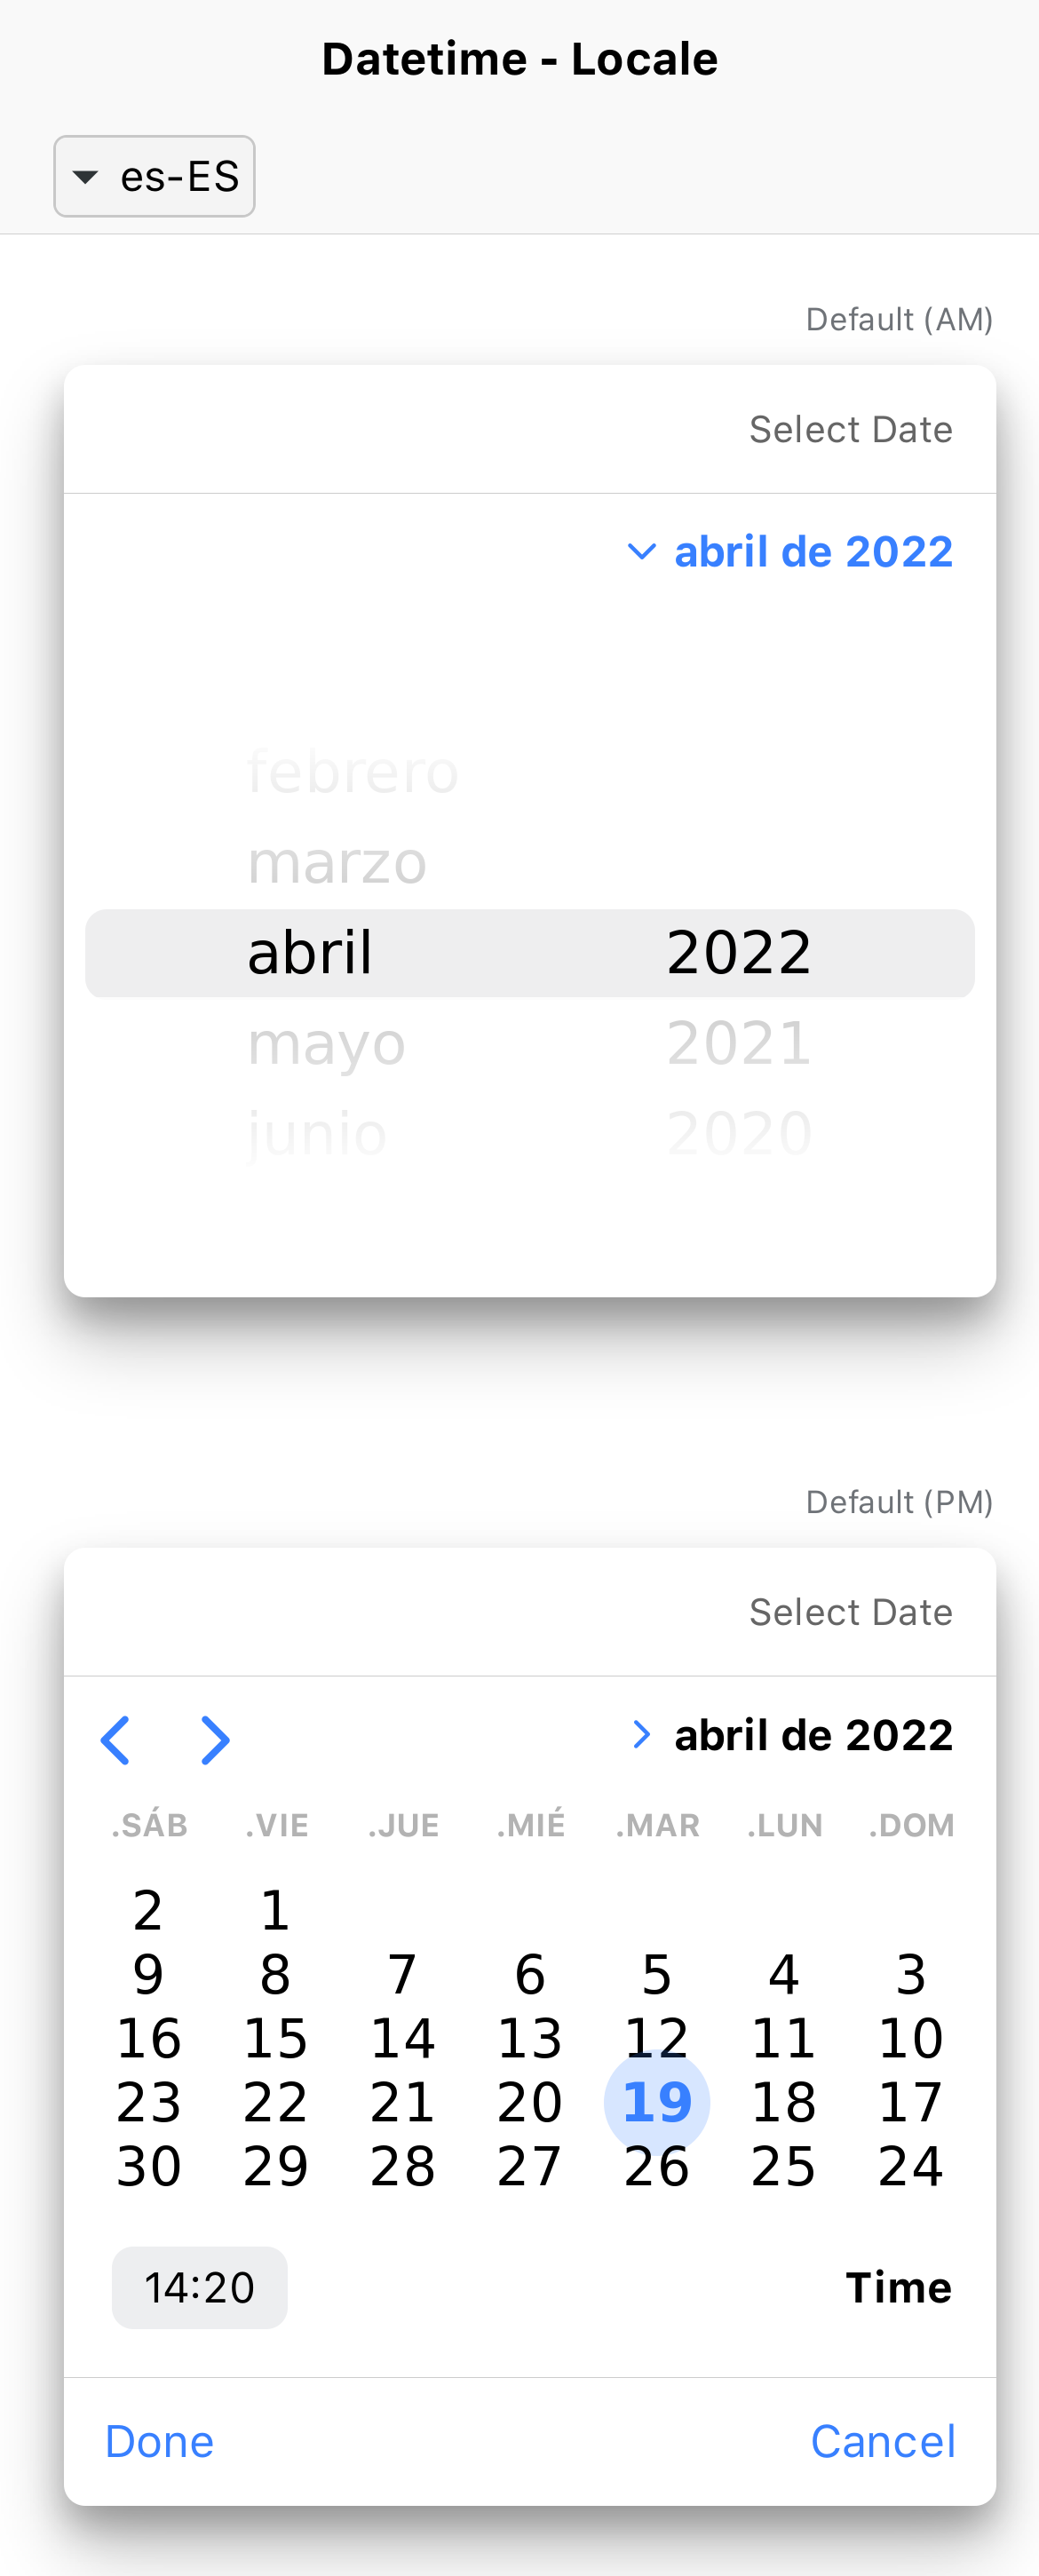 Datetime - Locale
es-ES
Default (AM)
Select Date
abril de 2022
febrero
marzo
abril 2022
mayo 2021
junio 2020
Default (PM)
Select Date
abril de 2022
.SÁB .VIE .JUE .MIÉ .MAR .LUN .DOM
2 1
9 8 7 6 5 4 3
16 15 14 13 12 11 10
23 22 21 20 19 18 17
30 29 28 27 26 25 24
14:20 Time
Done Cancel